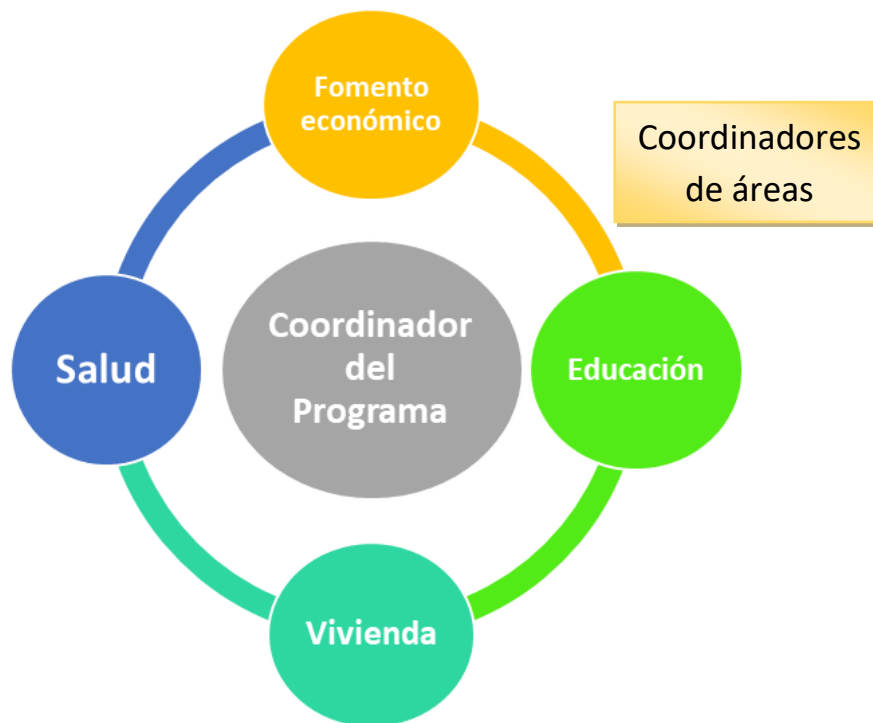 Fomento
económico
Coordinadores
de áreas
Salud
Coordinador
del
Programa
Educación
Vivienda